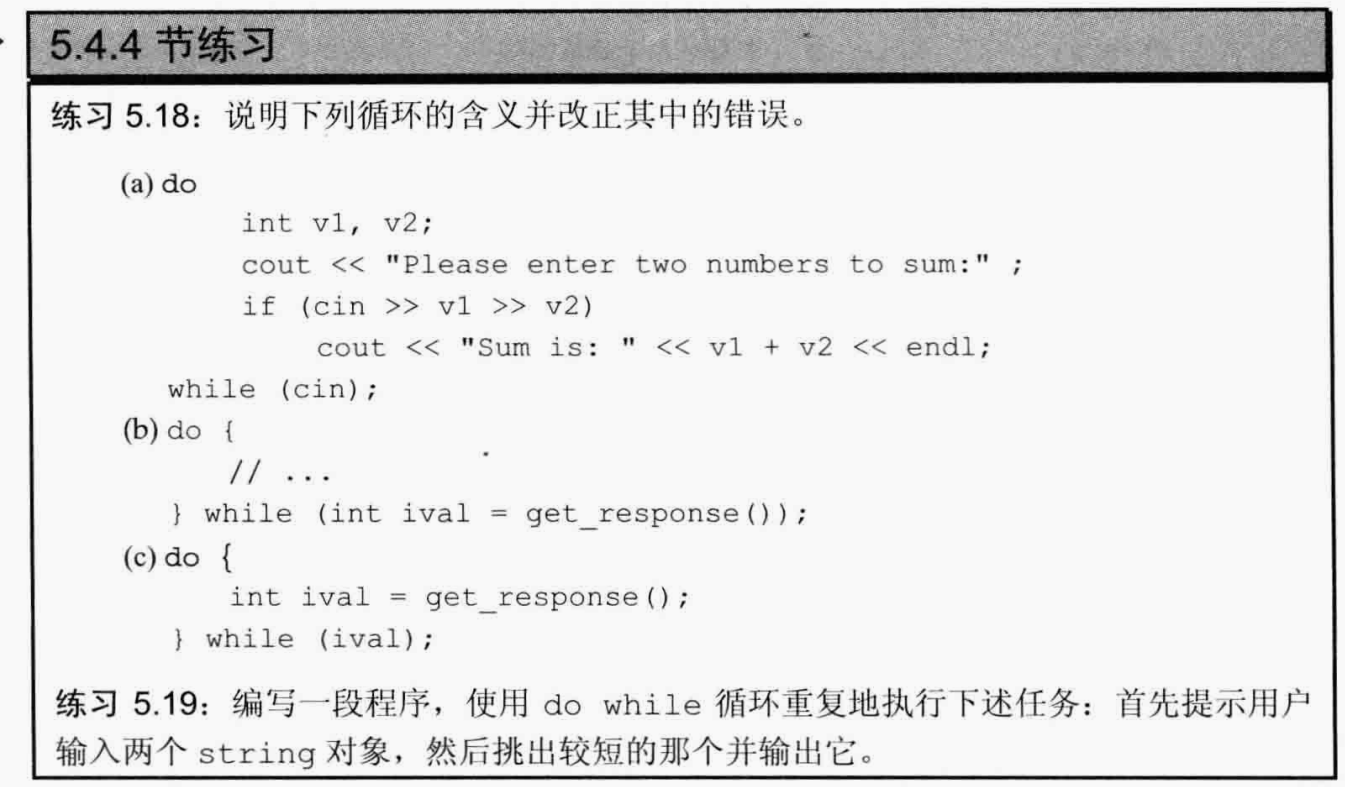 5.4.4 节练习
练习 5.18：说明下列循环的含义并改正其中的错误。
(a) do
int v1, v2;
cout << "Please enter two numbers to sum:" ;
if (cin >> v1 >> v2)
cout << "Sum is: " << v1 + v2 << endl;
while (cin);
(b) do {
// ...
} while (int ival = get_response());
(c) do {
int ival = get_response();
} while (ival);
练习 5.19：编写一段程序，使用 do while 循环重复地执行下述任务：首先提示用户
输入两个 string 对象，然后挑出较短的那个并输出它。